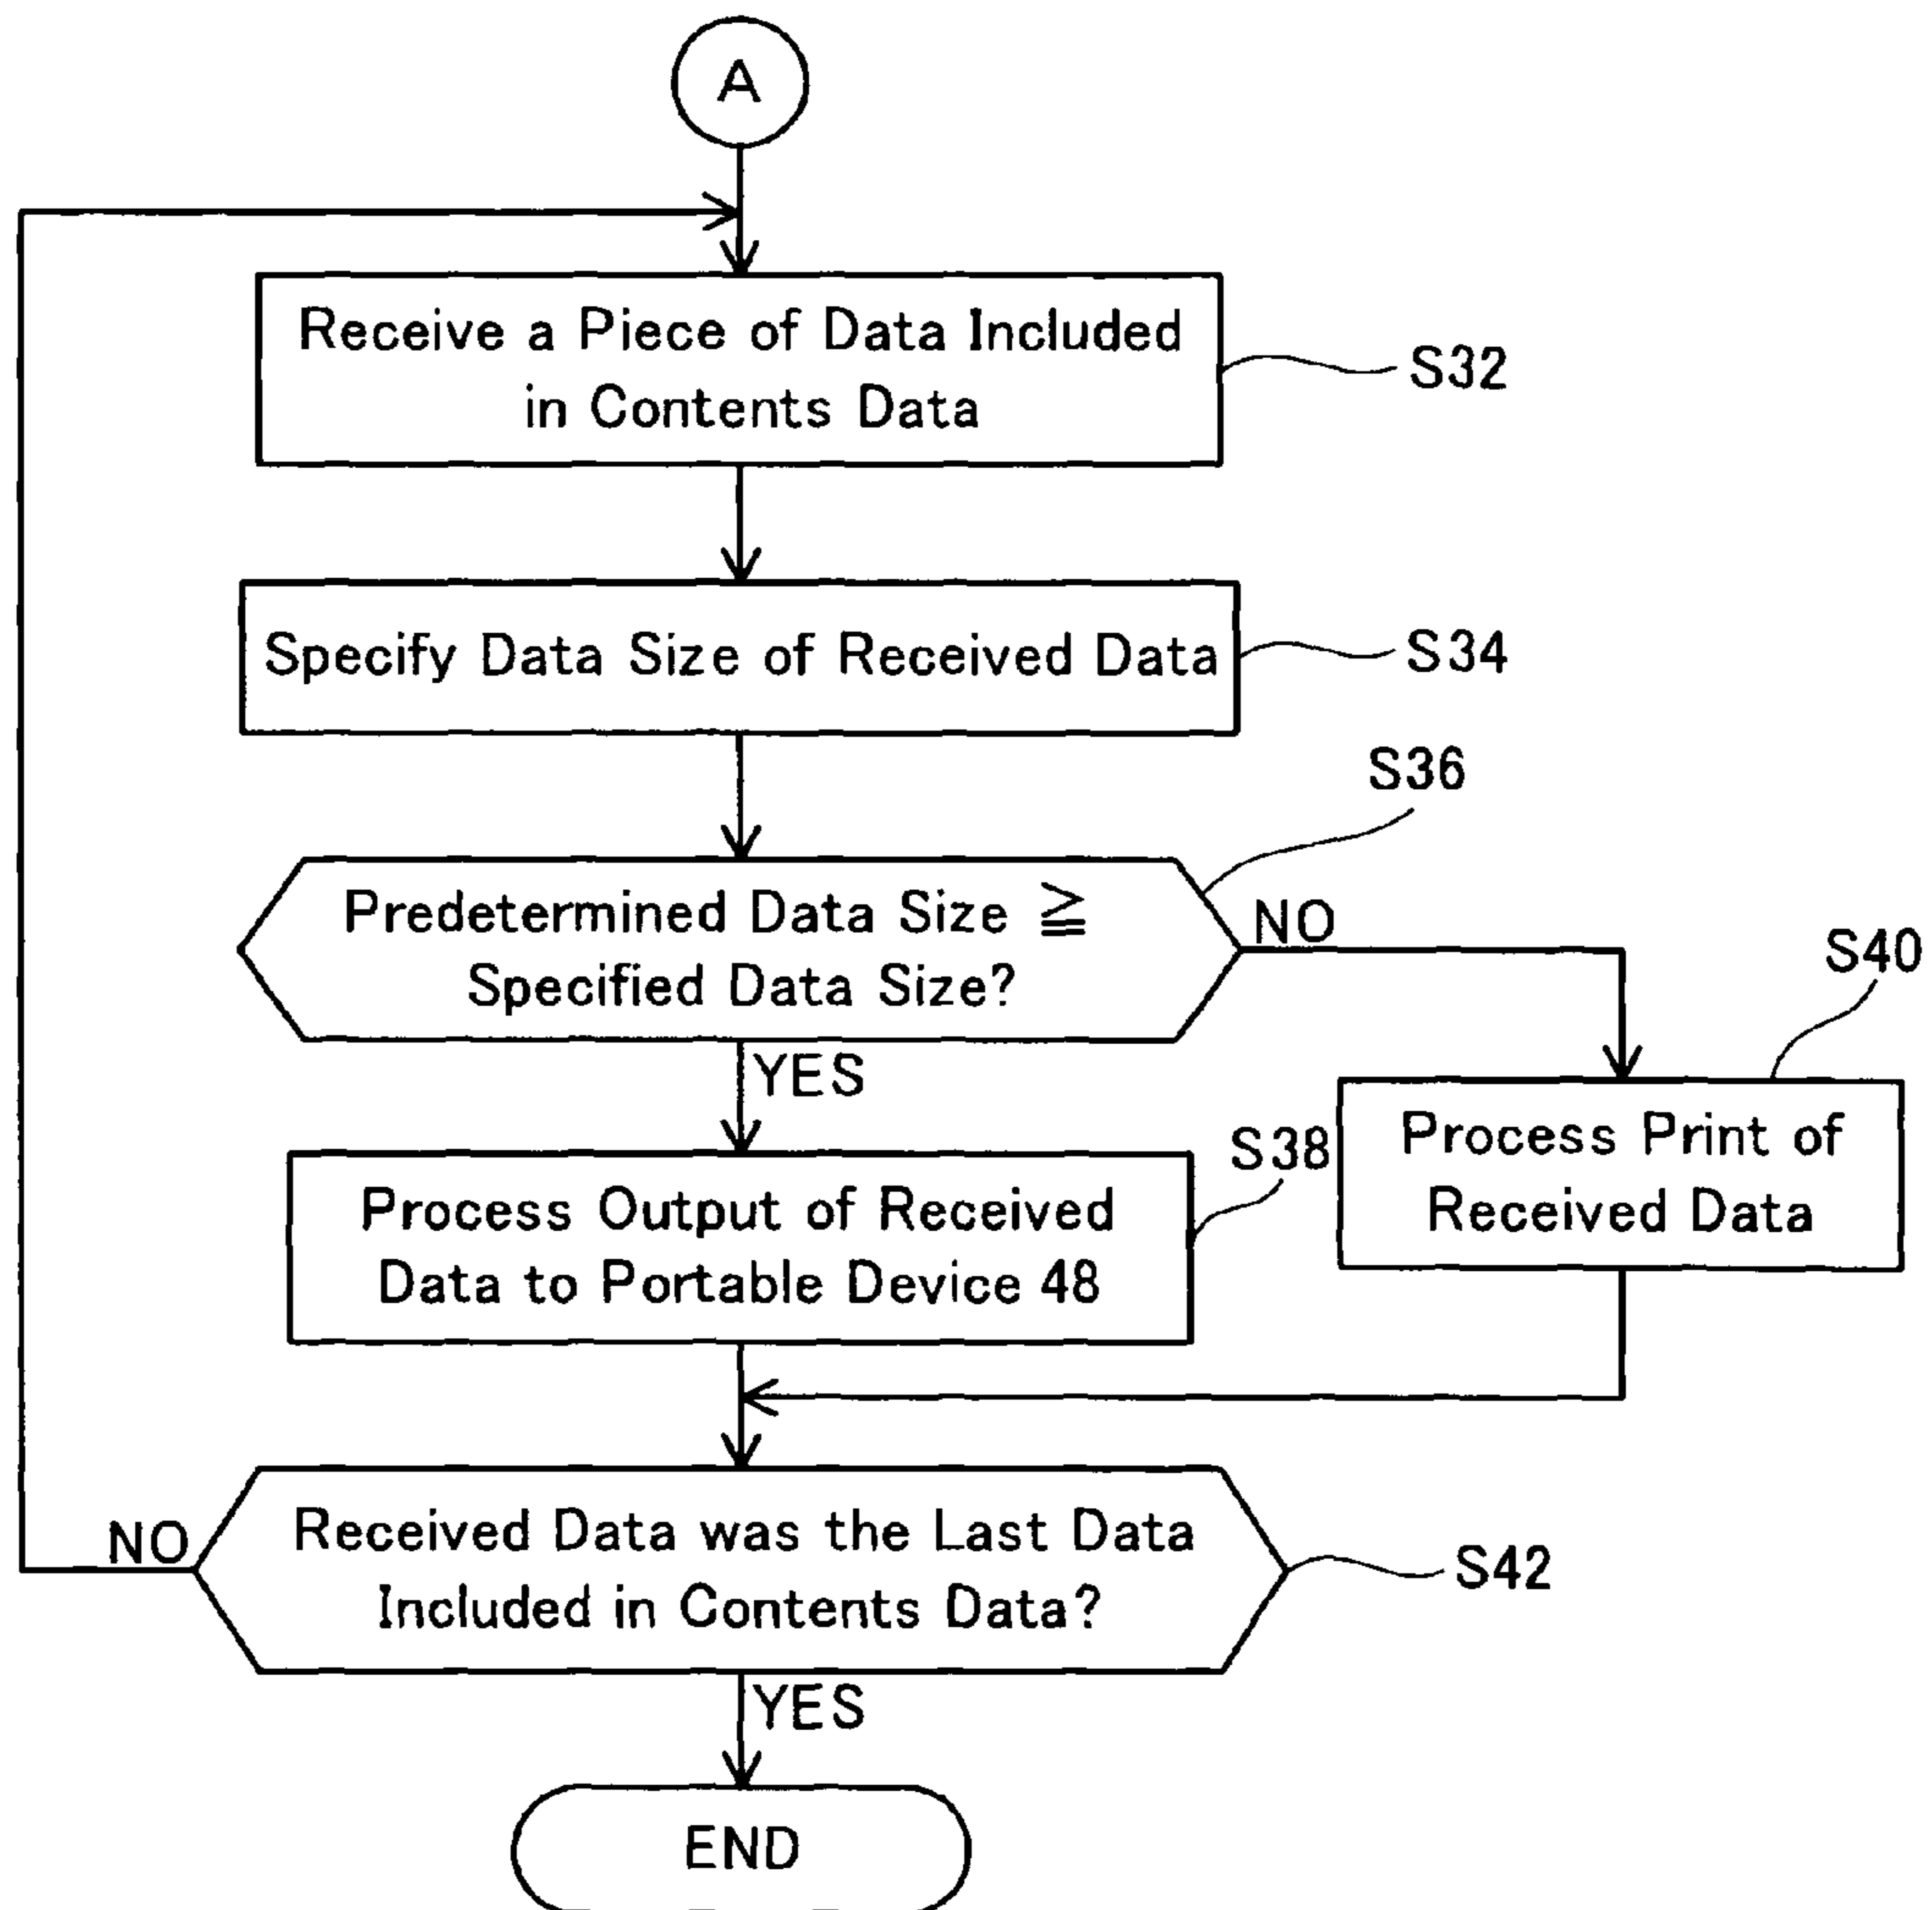 A
Receive a Piece of Data Included
in Contents Data
S32
Specify Data Size of Received Data
S34
S36
Predetermined Data Size ≧
Specified Data Size?
NO
S40
YES
Process Print of
Received Data
S38
Process Output of Received
Data to Portable Device 48
Received Data was the Last Data
Included in Contents Data?
NO
S42
YES
END